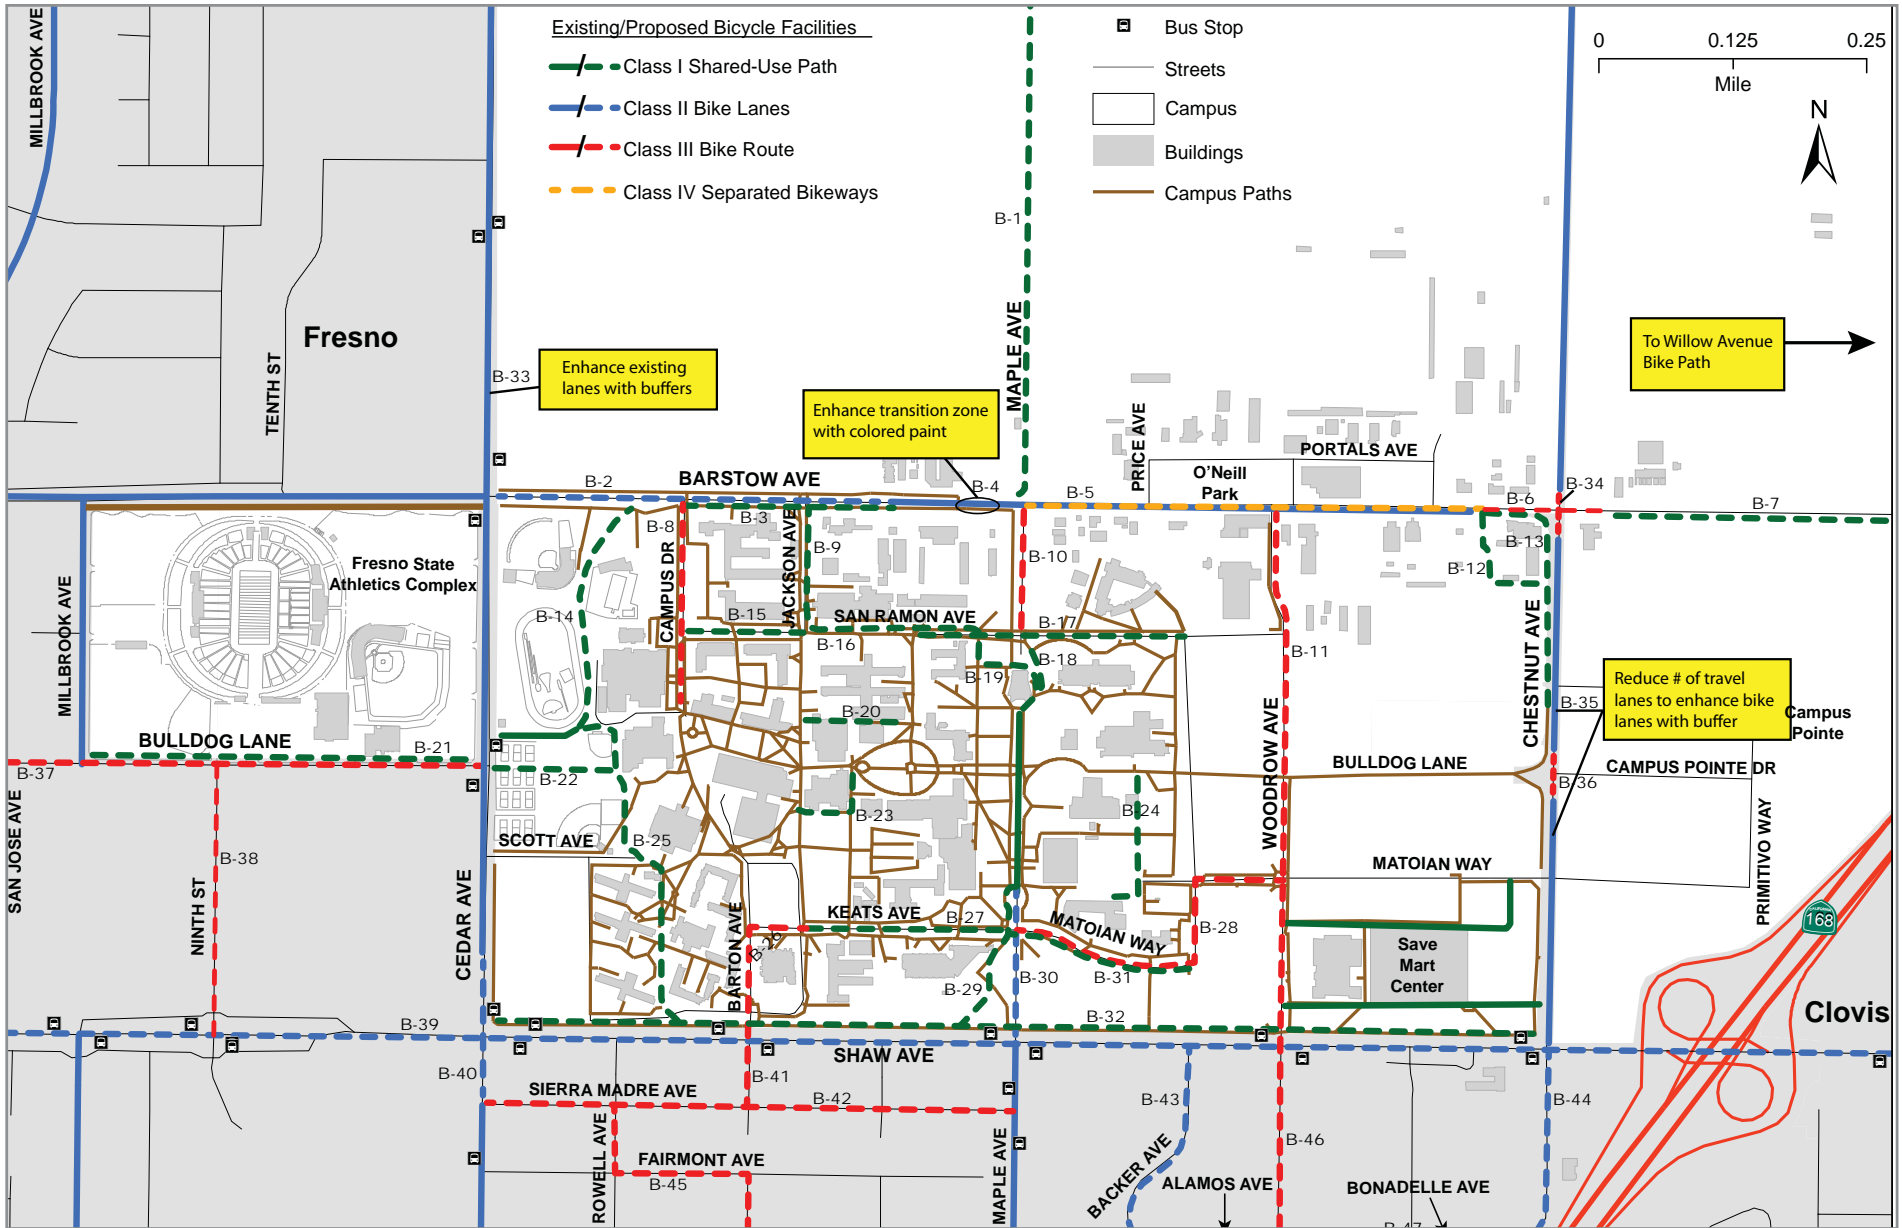 Existing/Proposed Bicycle Facilities
Class I Shared-Use Path
Class II Bike Lanes
Class III Bike Route
Class IV Separated Bikeways
Bus Stop
Streets
Campus
Buildings
Campus Paths
0 0.125 0.25
Mile
N
MILLBROOK AVE
B-1
Fresno
TENTH ST
B-33
Enhance existing
lanes with buffers
Enhance transition zone
with colored paint
MAPLE AVE
To Willow Avenue
Bike Path
PRICE AVE
PORTALS AVE
O'Neill
Park
B-2
BARSTOW AVE
B-4
B-5
B-6
B-34
B-7
B-3
B-8
B-9
B-10
B-13
B-12
Fresno State
Athletics Complex
MILLBROOK AVE
B-14
CAMPUS DR
JACKSON AVE
B-15
SAN RAMON AVE
B-16
B-17
B-18
B-19
B-11
CHESTNUT AVE
Reduce # of travel
lanes to enhance bike
lanes with buffer
B-35
Campus
Pointe
B-20
WOODROW AVE
BULLDOG LANE
B-21
B-37
B-22
BULLDOG LANE
CAMPUS POINTE DR
B-36
SAN JOSE AVE
B-23
B-24
SCOTT AVE
B-25
B-38
MATOIAN WAY
PRIMITIVO WAY
NINTH ST
CEDAR AVE
BARTON AVE
KEATS AVE
B-27
B-26
MATOIAN WAY
B-28
168
Save
Mart
Center
B-29
B-30
B-31
Clovis
B-39
B-32
SHAW AVE
B-40
B-41
SIERRA MADRE AVE
B-42
B-43
B-44
ROWELL AVE
FAIRMONT AVE
B-45
MAPLE AVE
BACKER AVE
B-46
ALAMOS AVE
BONADELLE AVE
B-47